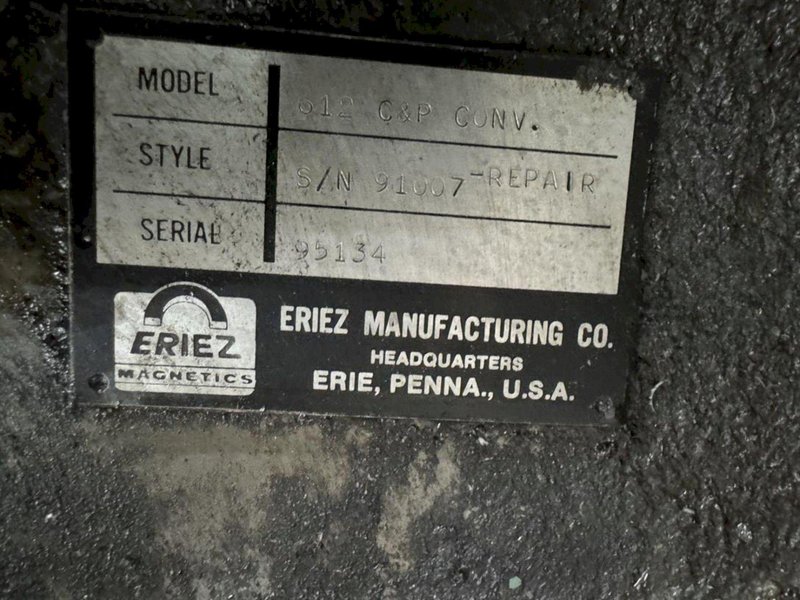 MODEL 612 C&P CONV.
STYLE S/N 91007-REPAIR
SERIAL 95134
ERIEZ
MAGNETICS
ERIEZ MANUFACTURING CO.
HEADQUARTERS
ERIE, PENNA., U.S.A.